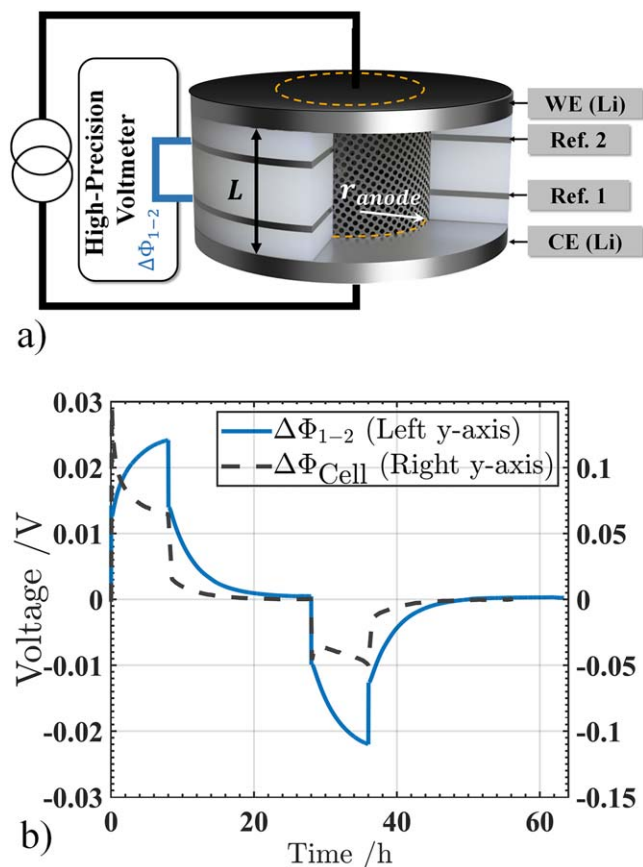 High-Precision
Voltmeter
ΔΦ₁₋₂
L
r_anode
WE (Li)
Ref. 2
Ref. 1
CE (Li)
a)
ΔΦ₁₋₂ (Left y-axis)
ΔΦ_Cell (Right y-axis)
Voltage /V
0.03
0.02
0.01
0
-0.01
-0.02
-0.03
0.1
0.05
0
-0.05
-0.1
-0.15
0 20 40 60
Time /h
b)